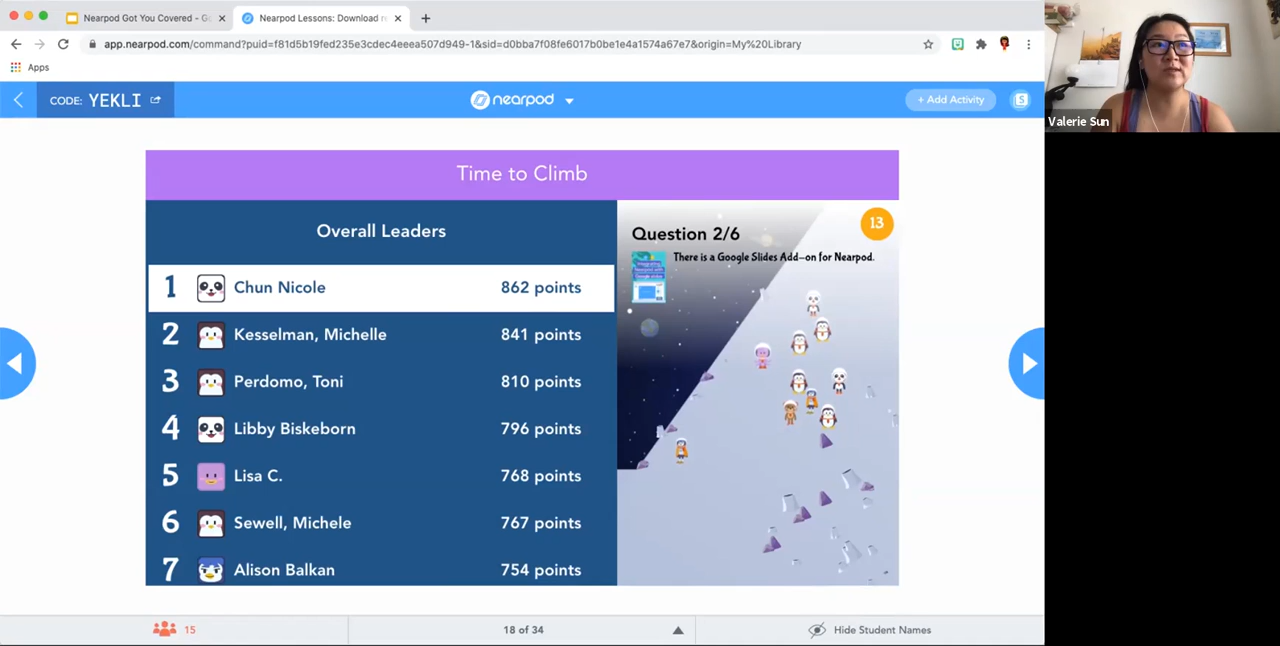 Nearpod Got You Covered - G
Nearpod Lessons: Download r
app.nearpod.com/command?puid=f81d5b19fed235e3cdec4eeea507d949-1&sid=d0bba7f08fe6017b0be1e4a1574a67e7&origin=My%20Library
Apps
CODE: YEKLI
nearpod
+ Add Activity
S
Valerie Sun
Time to Climb
Overall Leaders
1 Chun Nicole 862 points
2 Kesselman, Michelle 841 points
3 Perdomo, Toni 810 points
4 Libby Biskeborn 796 points
5 Lisa C. 768 points
6 Sewell, Michele 767 points
7 Alison Balkan 754 points
Question 2/6
13
There is a Google Slides Add-on for Nearpod.
15
18 of 34
Hide Student Names